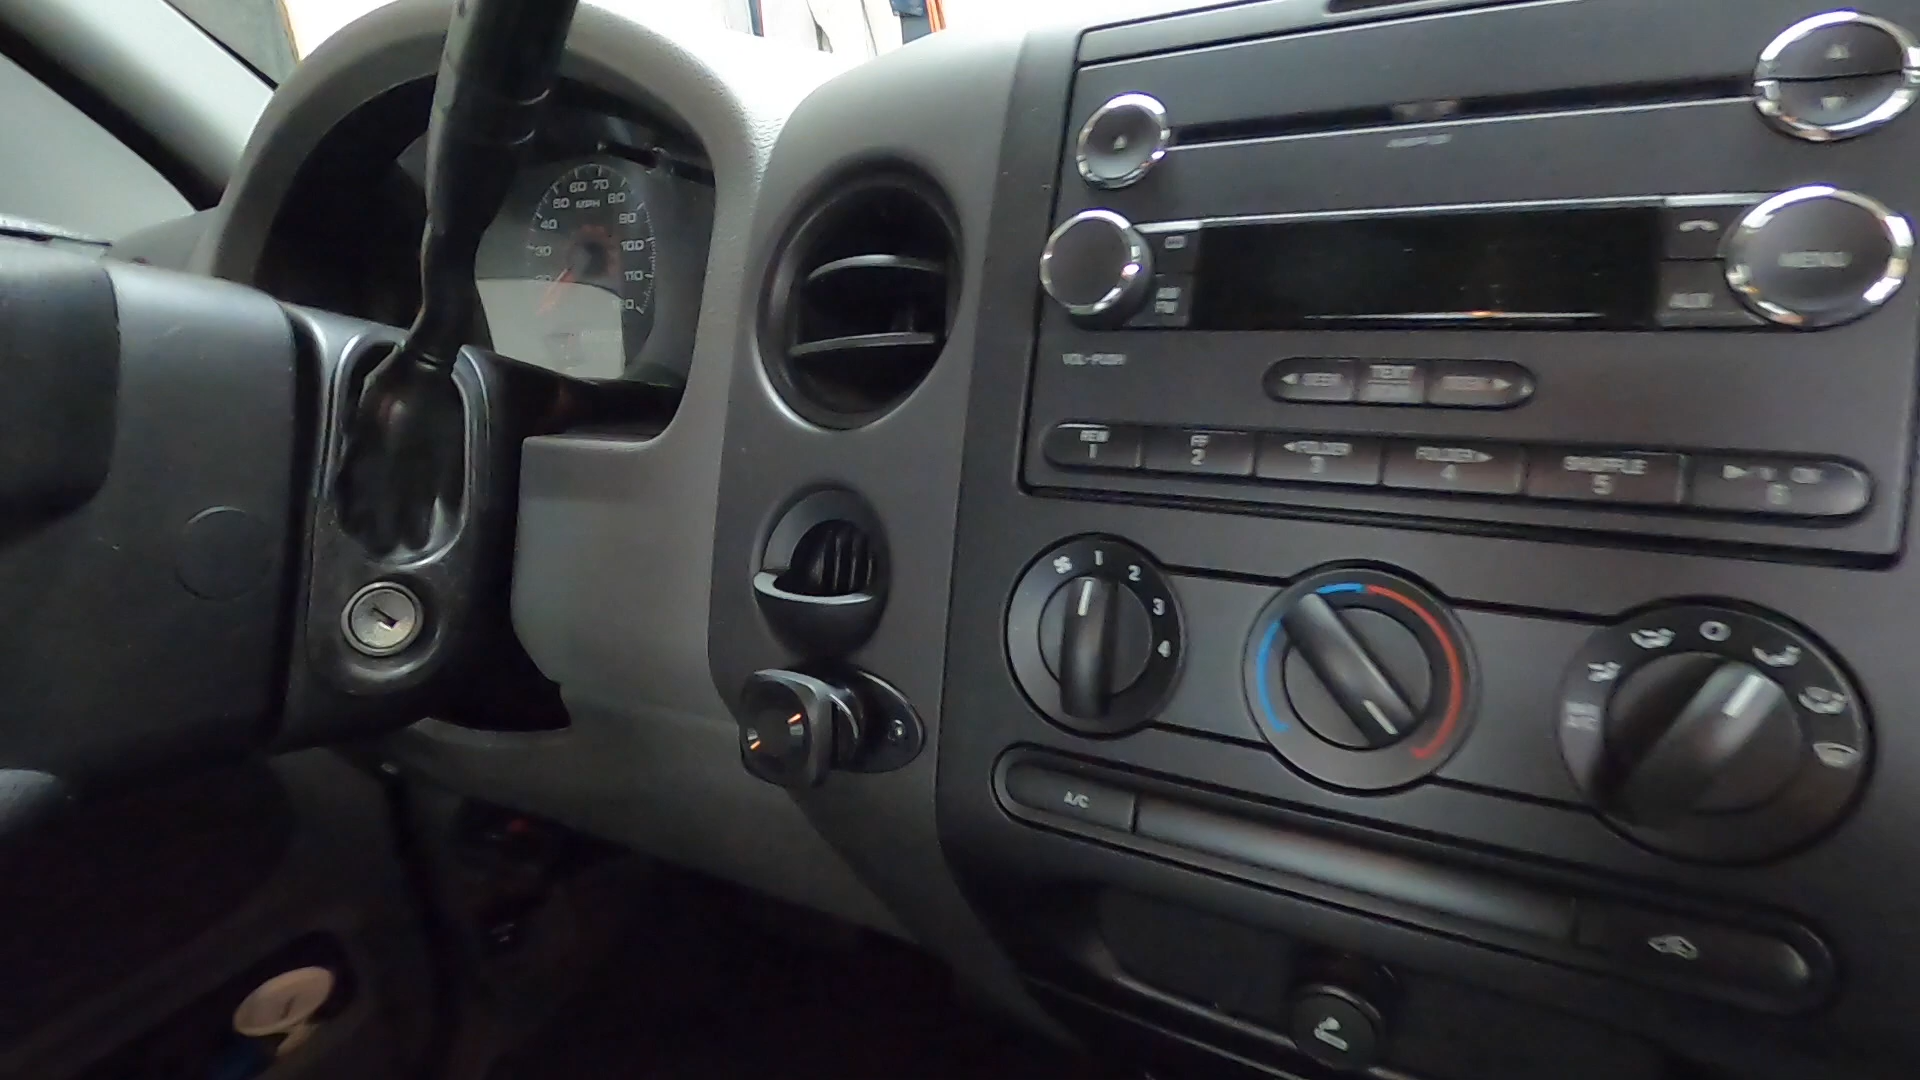 60 70
50 MPH 80
40 90
30 100
110
MENU
AM
FM
AUX
VOL-PUSH
SEEK TEXT SEEK
REW FF FOLDER FOLDER SHUFFLE
1 2 3 4 5 6
1 2
3
4
A/C